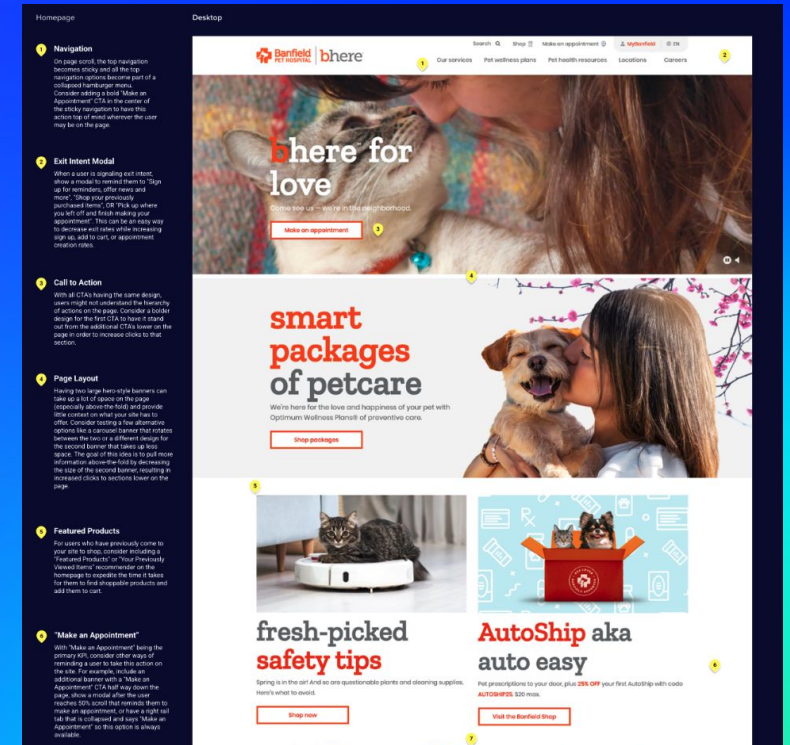 Homepage
Desktop
1
Navigation
On page scroll, the top navigation
becomes sticky and all the top
navigation options become part of a
collapsed hamburger menu.
Consider adding a bold "Make an
Appointment" CTA in the center of
the sticky navigation to have this
action top of mind wherever the user
may be on the page.
2
Exit Intent Modal
When a user is signaling exit intent,
show a modal to remind them to "Sign
up for reminders, offer news and
more", "Shop your previously
purchased items", OR "Pick up where
you left off and finish making your
appointment". This can be an easy way
to decrease exit rates while increasing
sign up, add to cart, or appointment
creation rates.
3
Call to Action
With all CTA's having the same design,
users might not understand the hierarchy
of actions on the page. Consider a bolder
design for the first CTA to have it stand
out from the additional CTA's lower on the
page in order to increase clicks to that
section.
4
Page Layout
Having two large hero-style banners can
take up a lot of space on the page
(especially above-the-fold) and provide
little context on what your site has to
offer. Consider testing a few alternative
options like a carousel banner that rotates
between the two or a different design for
the second banner that takes up less
space. The goal of this idea is to pull more
information above-the-fold by decreasing
the size of the second banner, resulting in
increased clicks to sections lower on the
page.
5
Featured Products
For users who have previously come to
your site to shop, consider including a
"Featured Products" or "Your Previously
Viewed Items" recommender on the
homepage to expedite the time it takes
for them to find shoppable products and
add them to cart.
6
"Make an Appointment"
With "Make an Appointment" being the
primary KPI, consider other ways of
reminding a user to take this action on
the site. For example, include an
additional banner with a "Make an
Appointment" CTA half way down the
page, show a modal after the user
reaches 50% scroll that reminds them to
make an appointment, or have a right rail
tab that is collapsed and says "Make an
Appointment" so this option is always
available.
Search Shop Make an appointment MyBanfield EN
Banfield
PET HOSPITAL
bhere
1
Our services Pet wellness plans Pet health resources Locations Careers
2
bhere for
love
Come see us — we're in the neighborhood.
Make an appointment
3
4
smart
packages
of petcare
We're here for the love and happiness of your pet with
Optimum Wellness Plans® of preventive care.
Shop packages
5
fresh-picked
safety tips
Spring is in the air! And so are questionable plants and cleaning supplies.
Here's what to avoid.
Shop now
AutoShip aka
auto easy
6
Pet prescriptions to your door, plus 25% OFF your first AutoShip with code
AUTOSHIP25. $20 max.
Visit the Banfield Shop
7